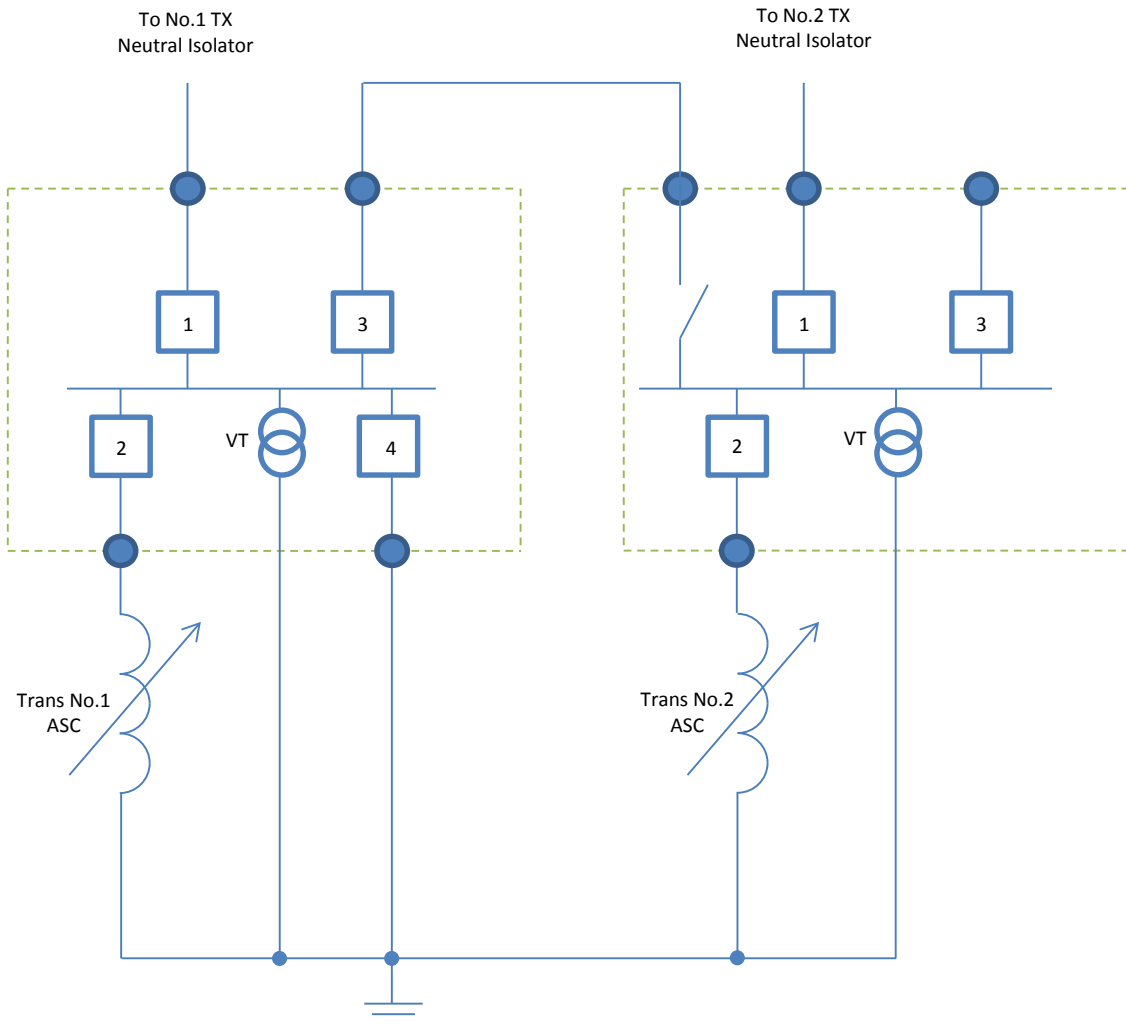 To No.1 TX
Neutral Isolator
To No.2 TX
Neutral Isolator
1
3
1
3
2
VT
4
2
VT
Trans No.1
ASC
Trans No.2
ASC